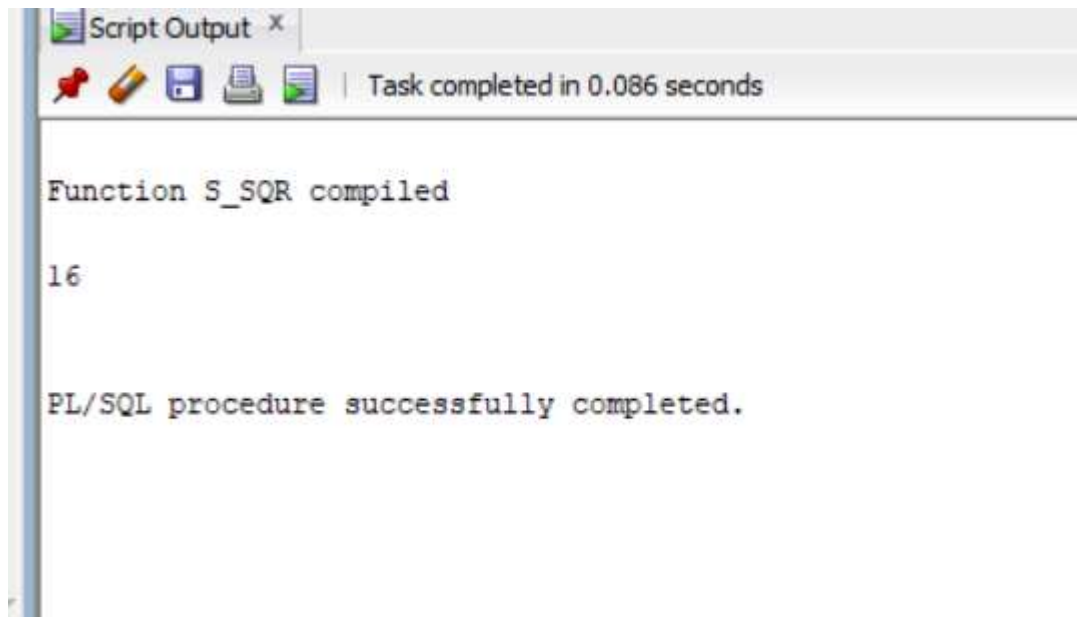 Script Output x
Task completed in 0.086 seconds
Function S_SQR compiled
16
PL/SQL procedure successfully completed.